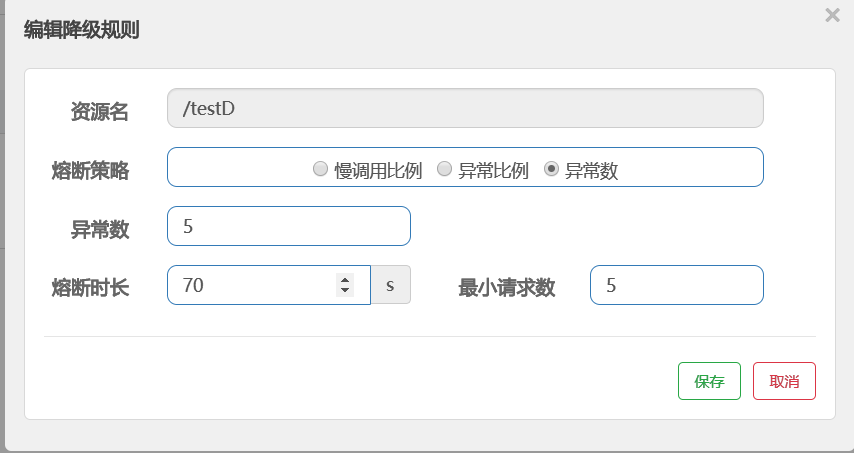 编辑降级规则 ×
资源名 /testD
熔断策略 慢调用比例 异常比例 异常数
异常数 5
熔断时长 70 s 最小请求数 5
保存 取消